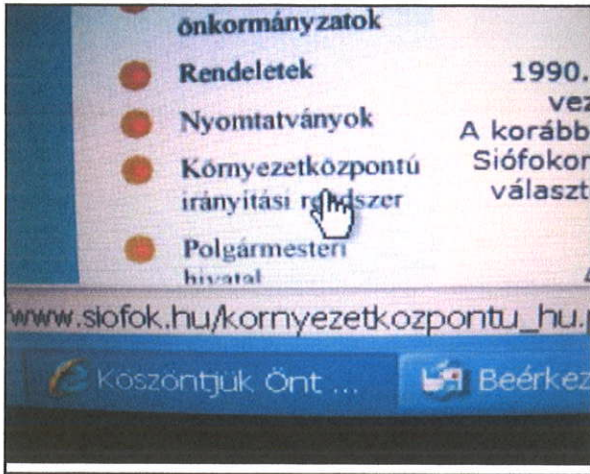 önkormányzatok
Rendeletek
Nyomtatványok
Környezetközpontú
irányítási rendszer
Polgármesteri
hivatal
1990.
A korább
Siófokon
választ
www.siofok.hu/kornyezetkozpontu_hu.
Köszöntjük Önt ...
Beérkez